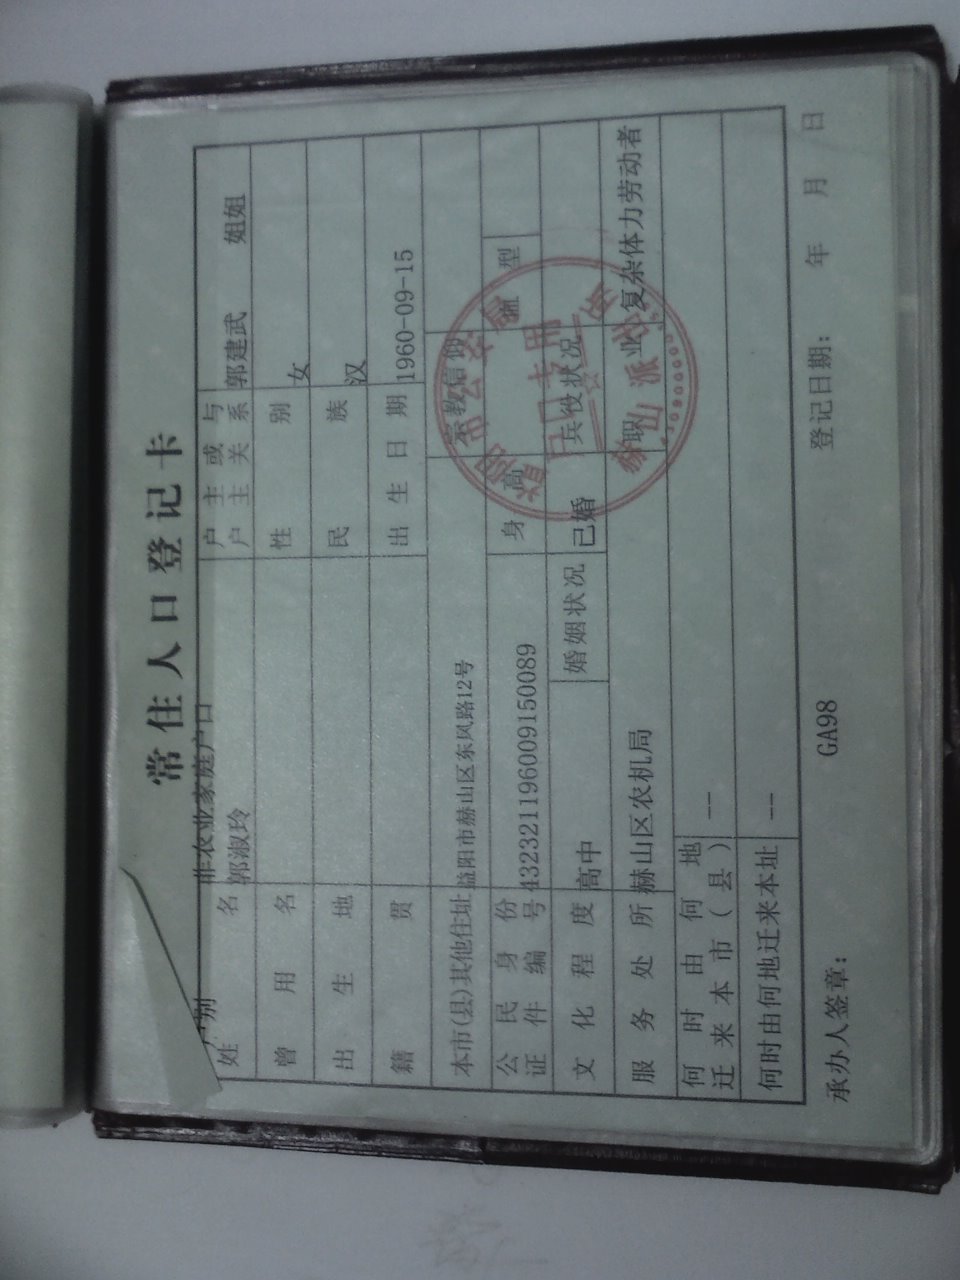 常住人口登记卡
户别 非农业家庭户口
姓名 郭淑玲 户主或与户主关系 郭建武 姐姐
曾用名 性别 女
出生地 民族 汉
籍贯 出生日期 1960-09-15
本市(县)其他住址 益阳市赫山区东风路12号 宗教信仰
公民身份证件编号 432321196009150089 身高 血型
文化程度 高中 婚姻状况 已婚 兵役状况
服务处所 赫山区农机局 职业 复杂体力劳动者
何时由何地迁来本市(县) --
何时由何地迁来本址 --
户口专用
派出所
承办人签章: GA98 登记日期: 年 月 日